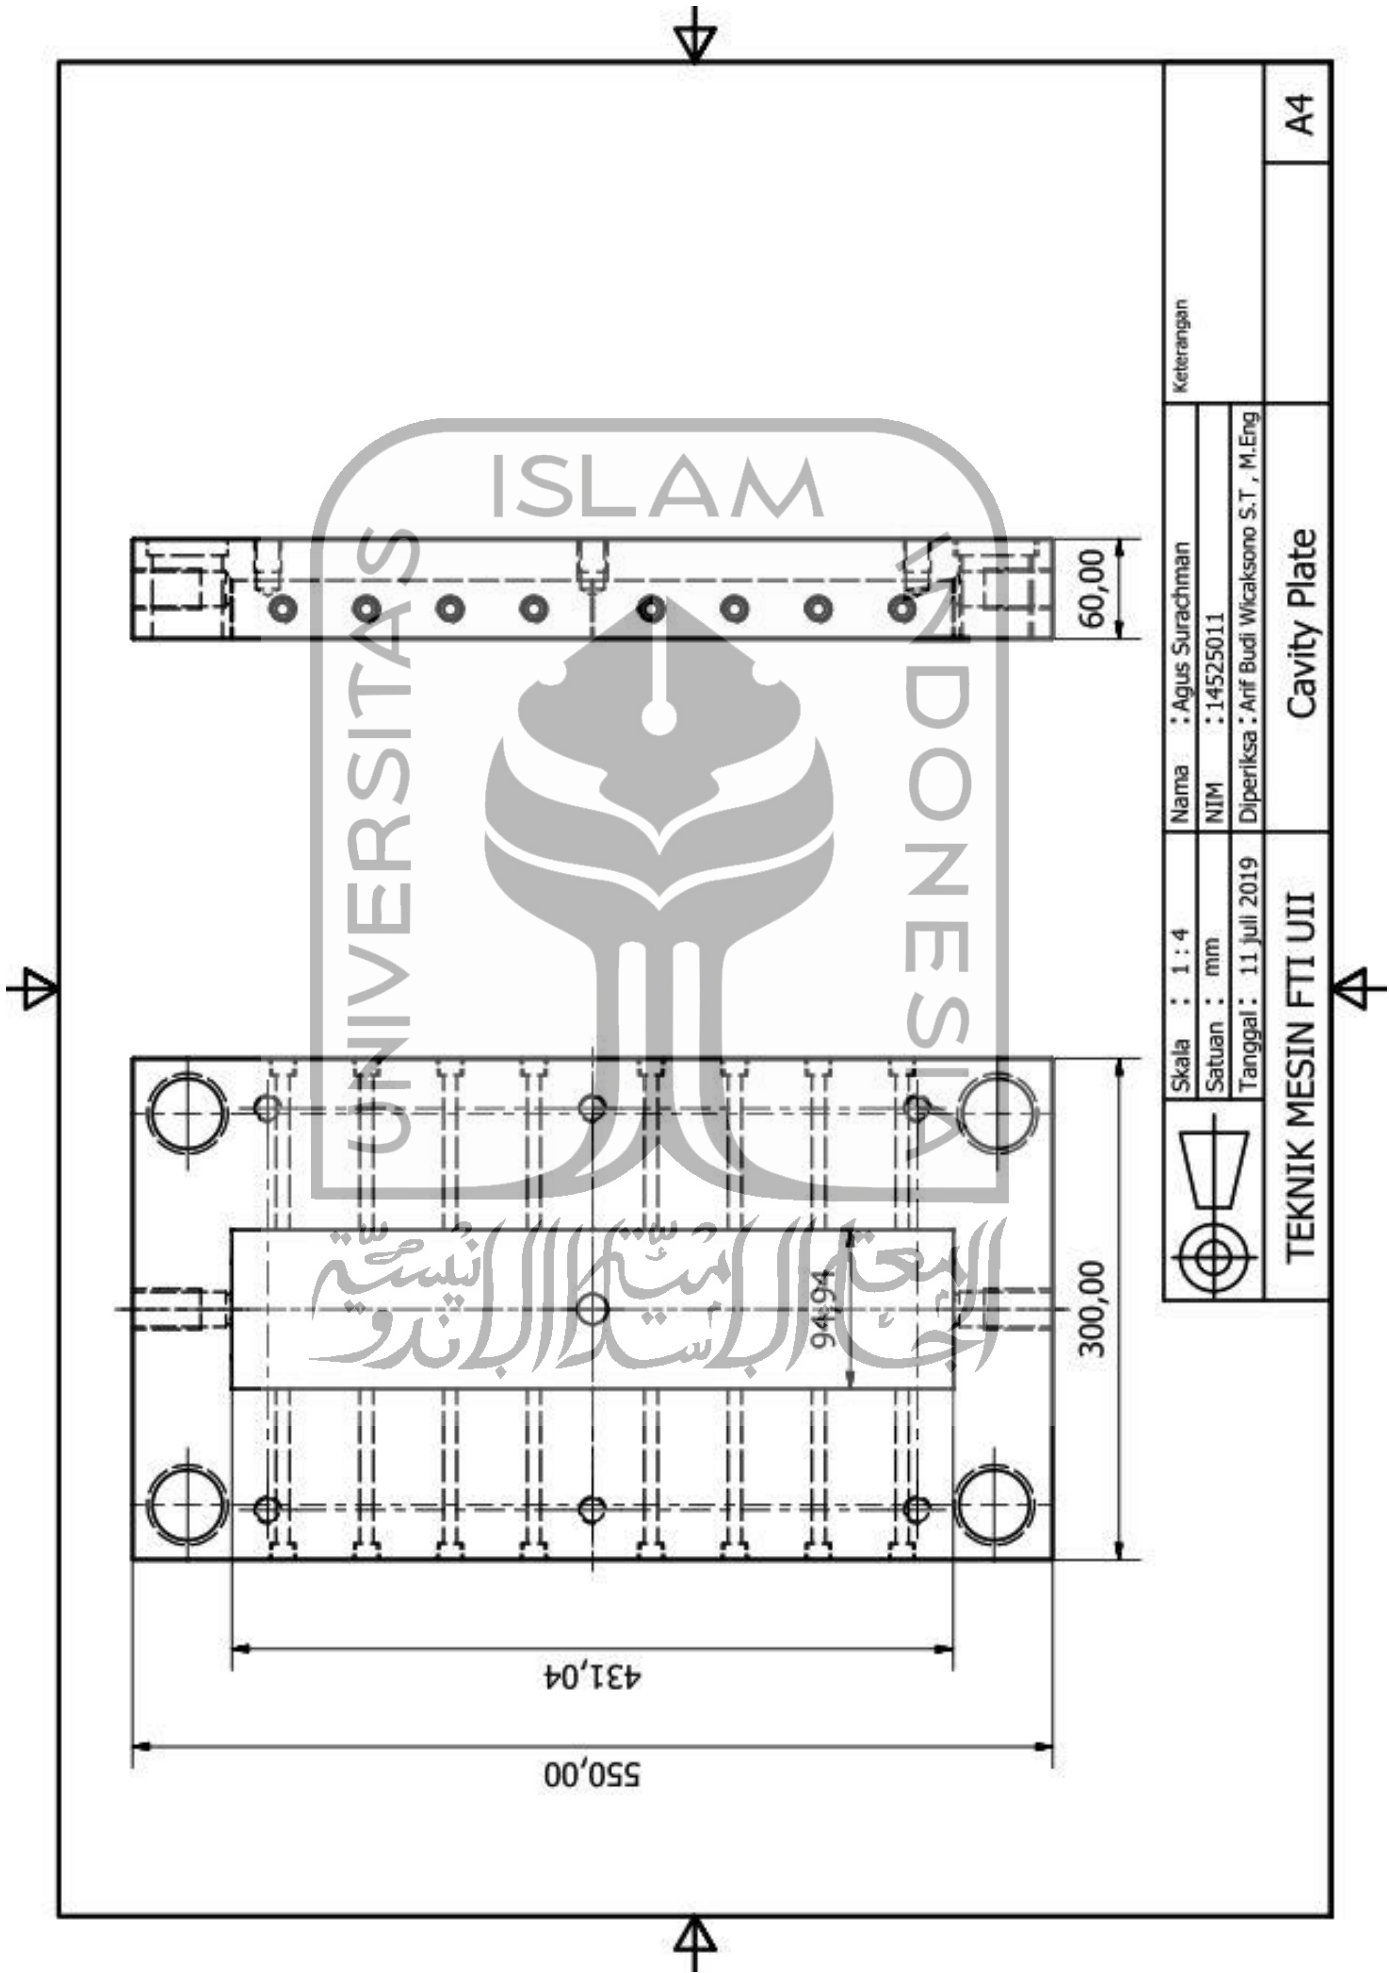 UNIVERSITAS
ISLAM
INDONESIA
60,00
94,94
300,00
431,04
550,00
Skala : 1 : 4
Satuan : mm
Tanggal : 11 juli 2019
Nama : Agus Surachman
NIM : 14525011
Diperiksa : Arif Budi Wicaksono S.T , M.Eng
Keterangan
TEKNIK MESIN FTI UII
Cavity Plate
A4